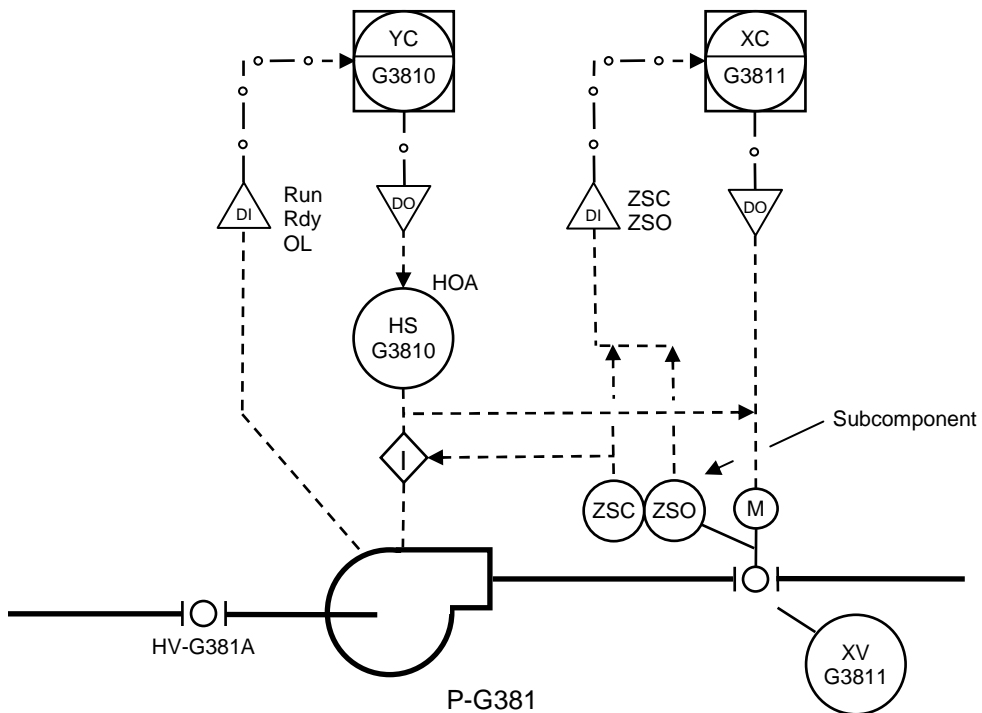 YC
G3810
XC
G3811
DI
Run
Rdy
OL
DO
DI
ZSC
ZSO
DO
HOA
HS
G3810
Subcomponent
I
ZSC
ZSO
M
HV-G381A
XV
G3811
P-G381